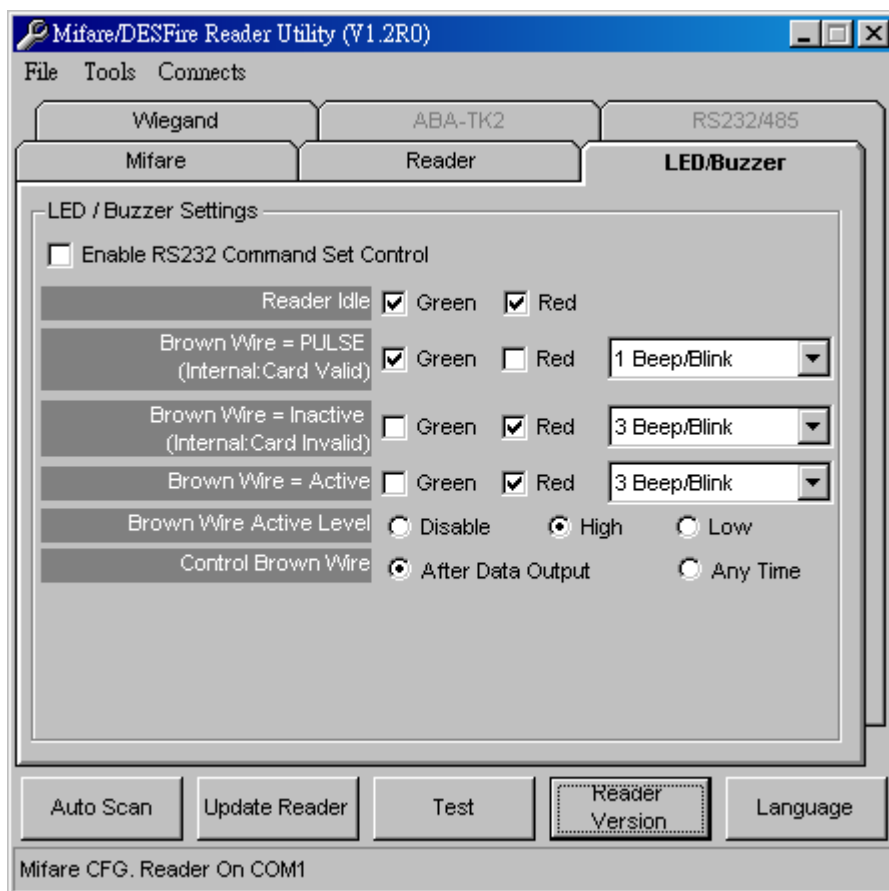 Mifare/DESFire Reader Utility (V1.2R0)
File Tools Connects
Wiegand ABA-TK2 RS232/485
Mifare Reader LED/Buzzer
LED / Buzzer Settings
Enable RS232 Command Set Control
Reader Idle Green Red
Brown Wire = PULSE
(Internal:Card Valid) Green Red 1 Beep/Blink
Brown Wire = Inactive
(Internal:Card Invalid) Green Red 3 Beep/Blink
Brown Wire = Active Green Red 3 Beep/Blink
Brown Wire Active Level Disable High Low
Control Brown Wire After Data Output Any Time
Auto Scan Update Reader Test Reader Version Language
Mifare CFG. Reader On COM1